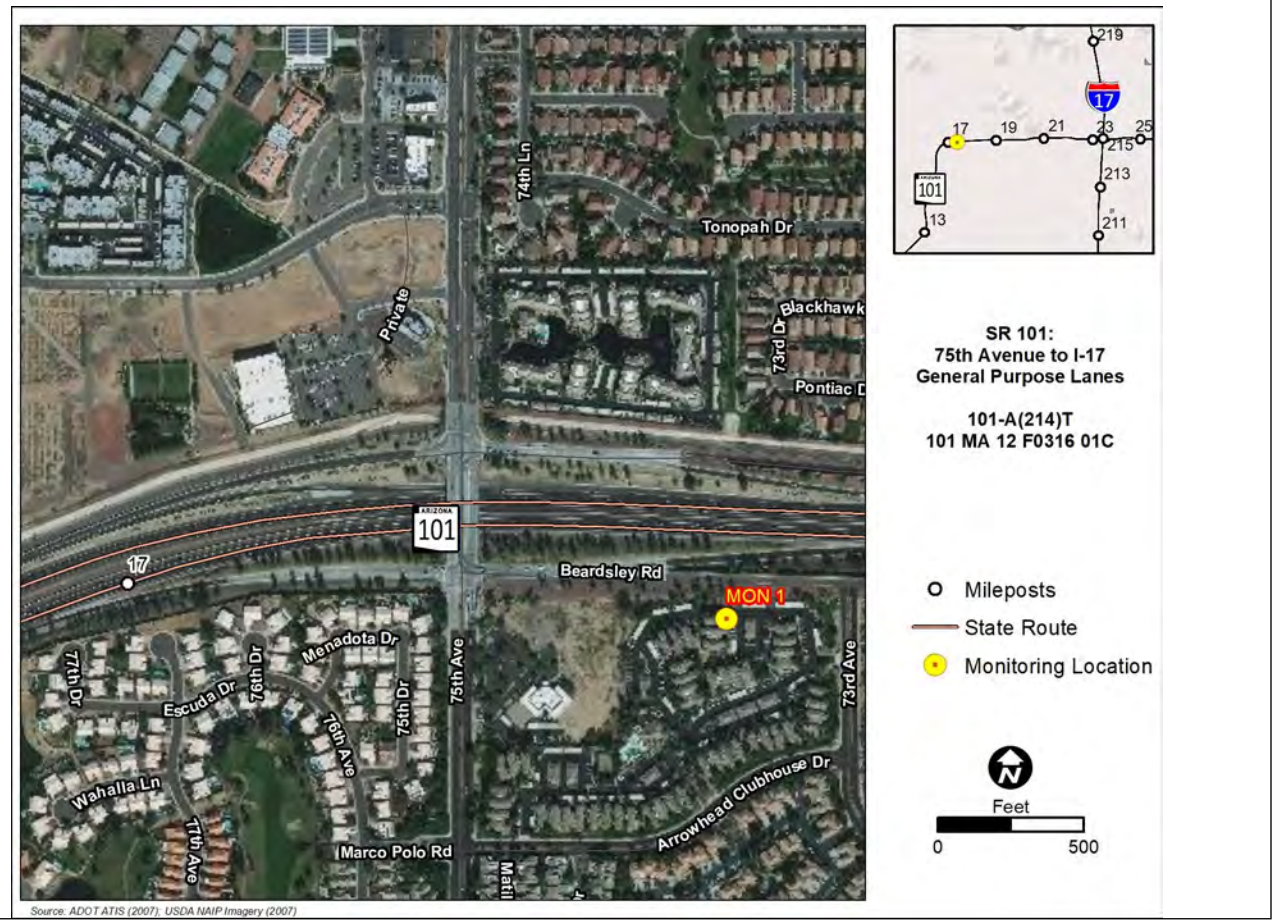 219
17
17
19
21
23
25
215
101
213
13
211
74th Ln
Tonopah Dr
Blackhawk
Private
73rd Dr
Pontiac D
SR 101:
75th Avenue to I-17
General Purpose Lanes
101-A(214)T
101 MA 12 F0316 01C
ARIZONA
101
17
Beardsley Rd
MON 1
Mileposts
State Route
Monitoring Location
77th Dr
Escuda Dr
76th Dr
Menadota Dr
75th Dr
76th Ave
75th Ave
73rd Ave
Wahalla Ln
77th Ave
Marco Polo Rd
Arrowhead Clubhouse Dr
Matil
Dr
N
Feet
0 500
Source: ADOT ATIS (2007); USDA NAIP Imagery (2007)